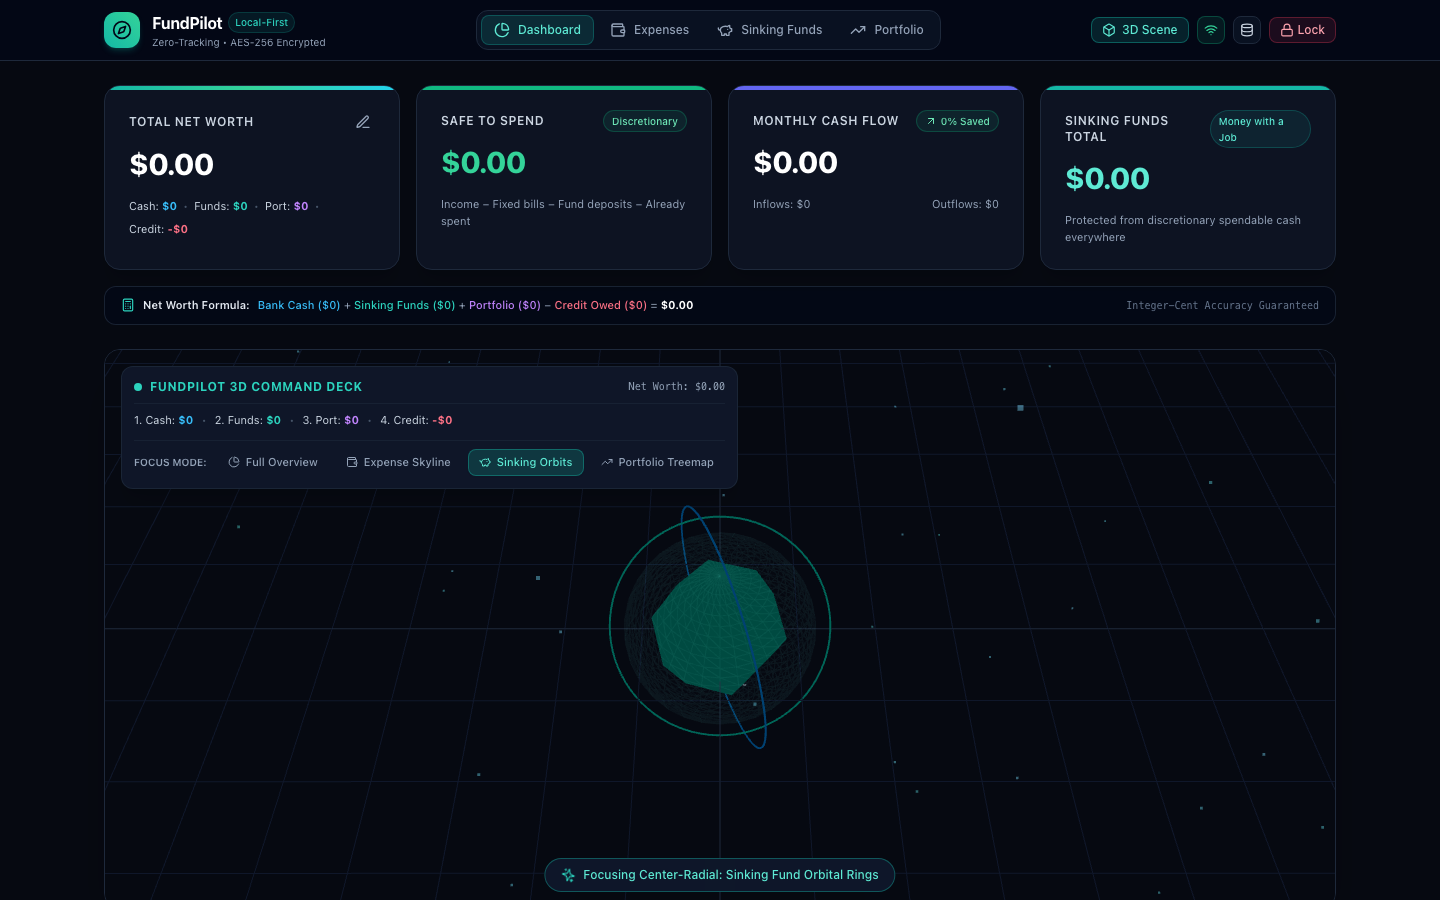 FundPilot Local-First
Zero-Tracking • AES-256 Encrypted
Dashboard Expenses Sinking Funds Portfolio
3D Scene Lock
TOTAL NET WORTH
$0.00
Cash: $0 • Funds: $0 • Port: $0 •
Credit: -$0
SAFE TO SPEND Discretionary
$0.00
Income – Fixed bills – Fund deposits – Already
spent
MONTHLY CASH FLOW 0% Saved
$0.00
Inflows: $0 Outflows: $0
SINKING FUNDS
TOTAL
Money with a
Job
$0.00
Protected from discretionary spendable cash
everywhere
Net Worth Formula: Bank Cash ($0) + Sinking Funds ($0) + Portfolio ($0) – Credit Owed ($0) = $0.00 Integer-Cent Accuracy Guaranteed
FUNDPILOT 3D COMMAND DECK Net Worth: $0.00
1. Cash: $0 • 2. Funds: $0 • 3. Port: $0 • 4. Credit: -$0
FOCUS MODE: Full Overview Expense Skyline Sinking Orbits Portfolio Treemap
Focusing Center-Radial: Sinking Fund Orbital Rings